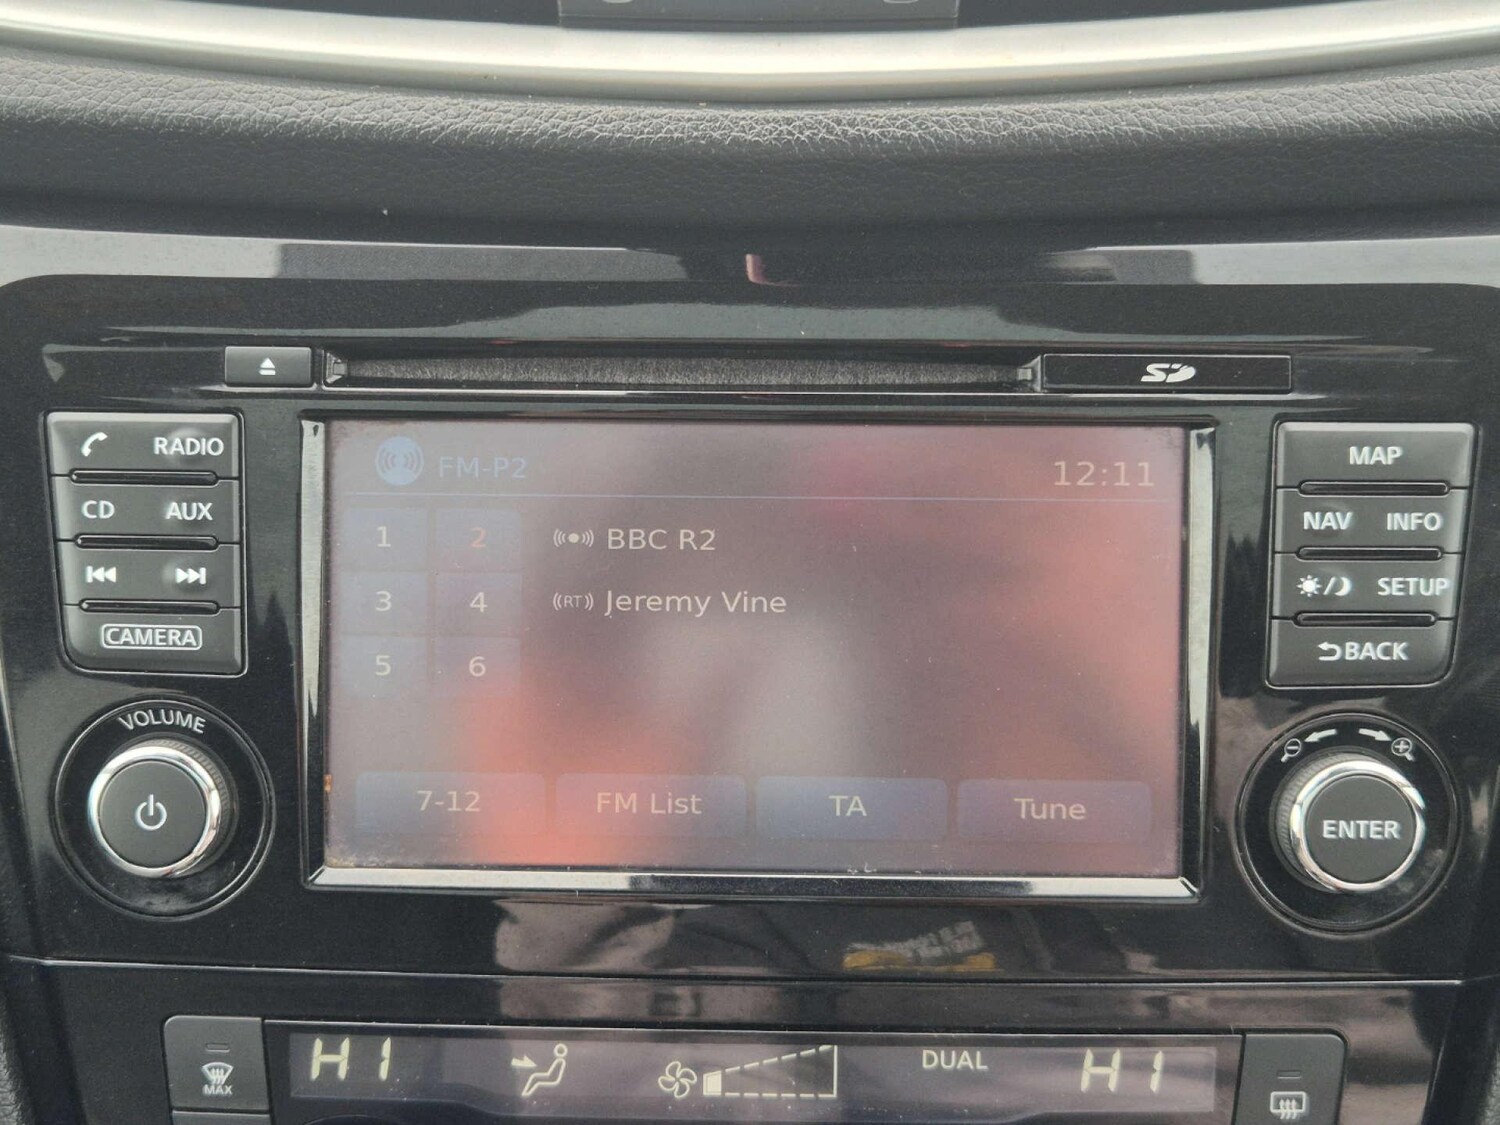 SD
RADIO
CD AUX
CAMERA
VOLUME
FM-P2 12:11
1 2 BBC R2
3 4 RT Jeremy Vine
5 6
7-12 FM List TA Tune
MAP
NAV INFO
SETUP
BACK
ENTER
MAX
HI DUAL HI